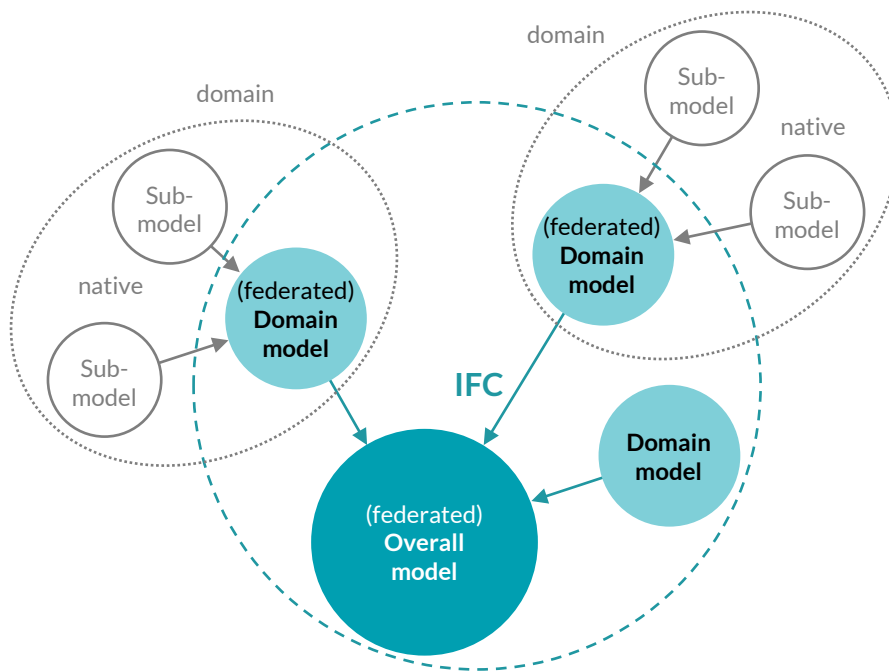 domain
Sub-
model
native
Sub-
model
(federated)
Domain
model
domain
Sub-
model
native
Sub-
model
(federated)
Domain
model
IFC
Domain
model
(federated)
Overall
model